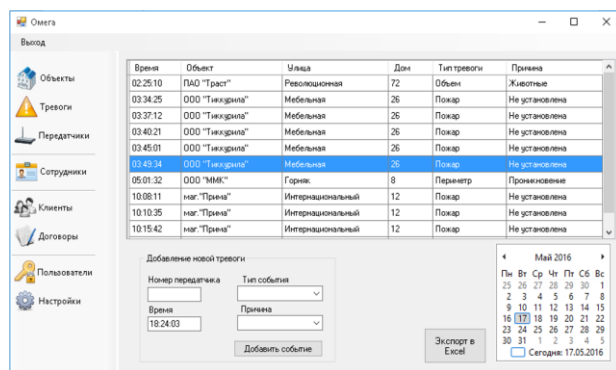 Омега
Выход
Объекты
Тревоги
Передатчики
Сотрудники
Клиенты
Договоры
Пользователи
Настройки
Время Объект Улица Дом Тип тревоги Причина
02:25:10 ПАО "Траст" Революционная 72 Объем Животные
03:34:25 ООО "Тиккурила" Мебельная 26 Пожар Не установлена
03:37:12 ООО "Тиккурила" Мебельная 26 Пожар Не установлена
03:40:21 ООО "Тиккурила" Мебельная 26 Пожар Не установлена
03:45:01 ООО "Тиккурила" Мебельная 26 Пожар Не установлена
03:49:34 ООО "Тиккурила" Мебельная 26 Пожар Не установлена
05:01:32 ООО "ММК" Горняк 8 Периметр Проникновение
10:08:11 маг."Прима" Интернациональный 12 Пожар Не установлена
10:10:35 маг."Прима" Интернациональный 12 Пожар Не установлена
10:15:42 маг."Прима" Интернациональный 12 Пожар Не установлена
Добавление новой тревоги
Номер передатчика Тип события
Время Причина
18:24:03
Добавить событие
Экспорт в
Excel
Май 2016
Пн Вт Ср Чт Пт Сб Вс
25 26 27 28 29 30 1
2 3 4 5 6 7 8
9 10 11 12 13 14 15
16 17 18 19 20 21 22
23 24 25 26 27 28 29
30 31 1 2 3 4 5
Сегодня: 17.05.2016